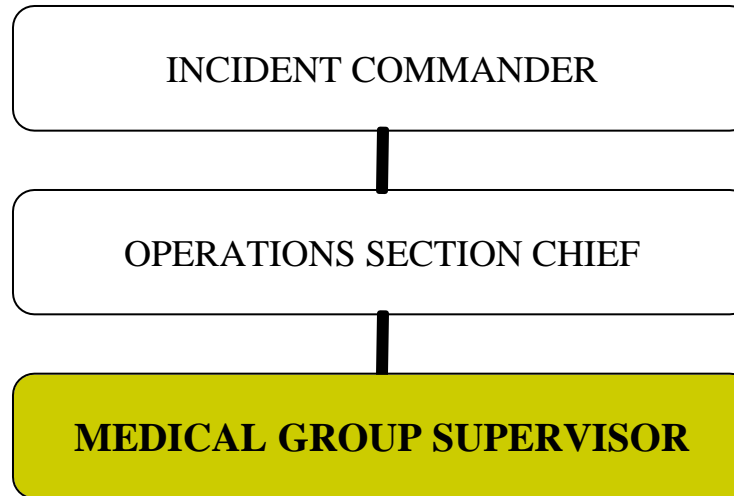 INCIDENT COMMANDER
OPERATIONS SECTION CHIEF
MEDICAL GROUP SUPERVISOR